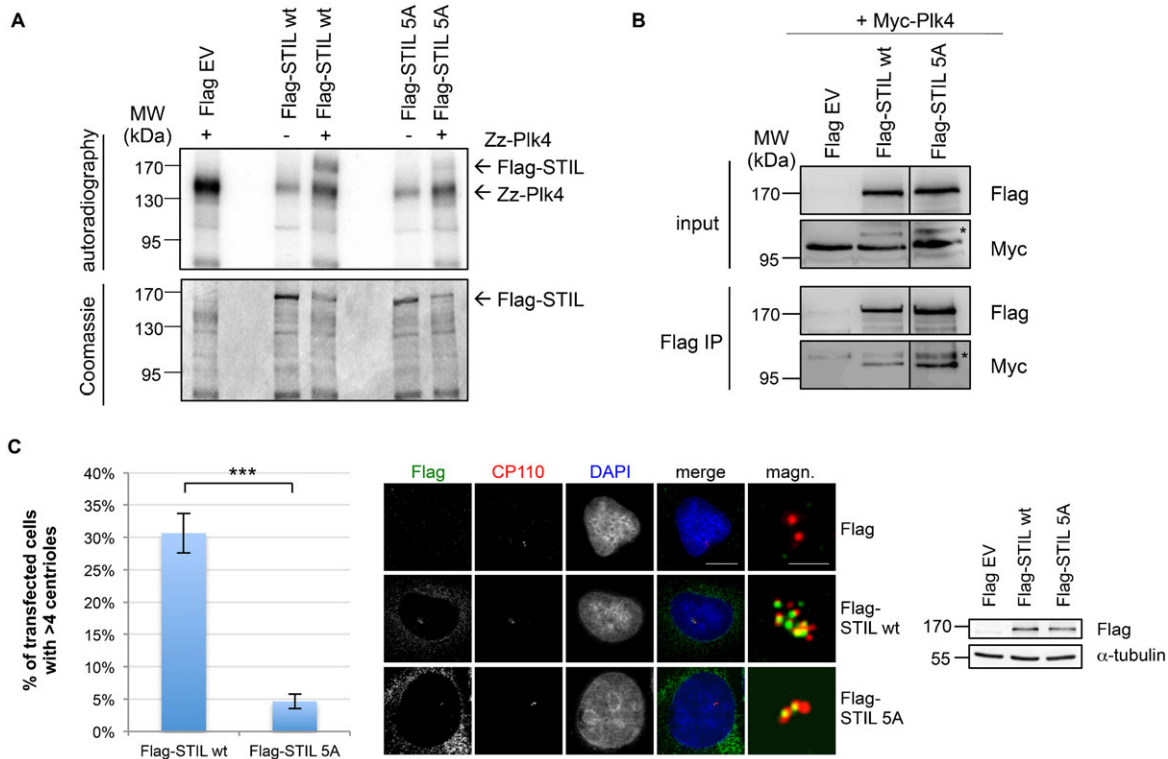 A
Flag EV
Flag-STIL wt
Flag-STIL wt
Flag-STIL 5A
Flag-STIL 5A
MW
(kDa)
+ - + - + Zz-Plk4
autoradiography
170
130
95
← Flag-STIL
← Zz-Plk4
Coomassie
170
130
95
← Flag-STIL
B
+ Myc-Plk4
Flag EV
Flag-STIL wt
Flag-STIL 5A
MW
(kDa)
input
170
Flag
95
*
Myc
Flag IP
170
Flag
95
*
Myc
C
% of transfected cells
with >4 centrioles
40%
35%
30%
25%
20%
15%
10%
5%
0%
***
Flag-STIL wt Flag-STIL 5A
Flag CP110 DAPI merge magn.
Flag
Flag-
STIL wt
Flag-
STIL 5A
Flag EV
Flag-STIL wt
Flag-STIL 5A
170
Flag
55
α-tubulin